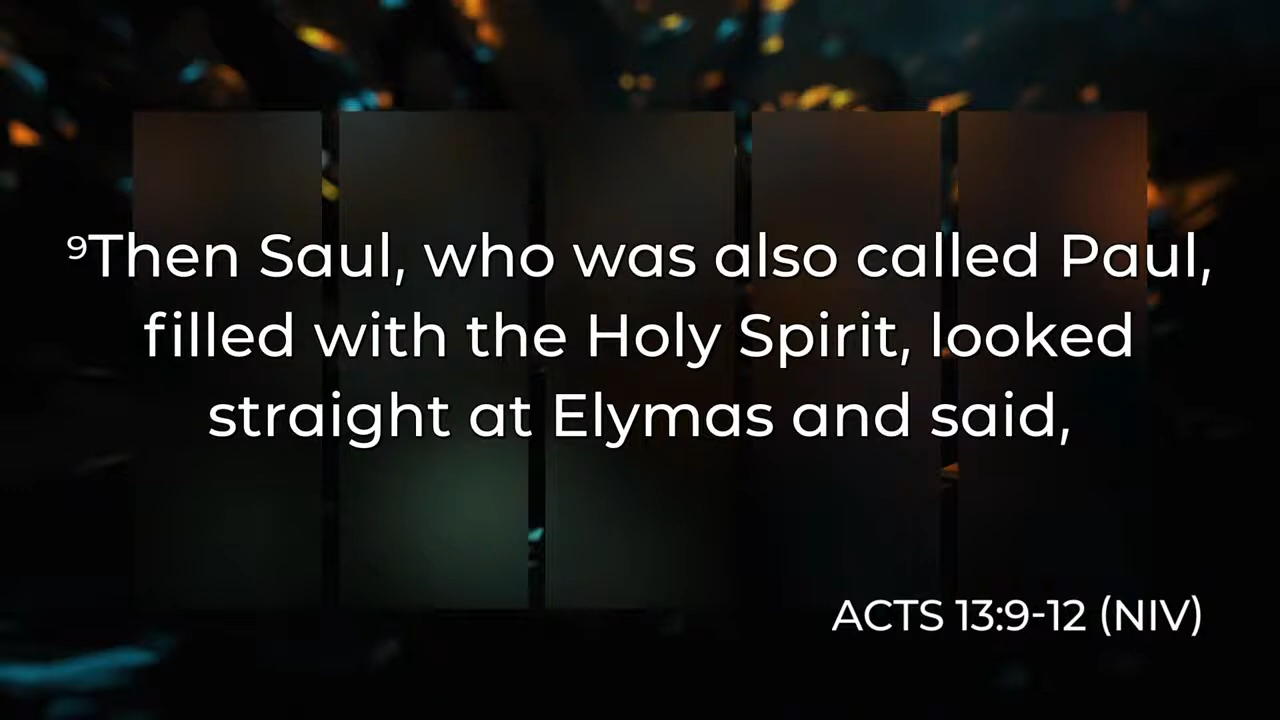 ⁹Then Saul, who was also called Paul,
filled with the Holy Spirit, looked
straight at Elymas and said,
ACTS 13:9-12 (NIV)